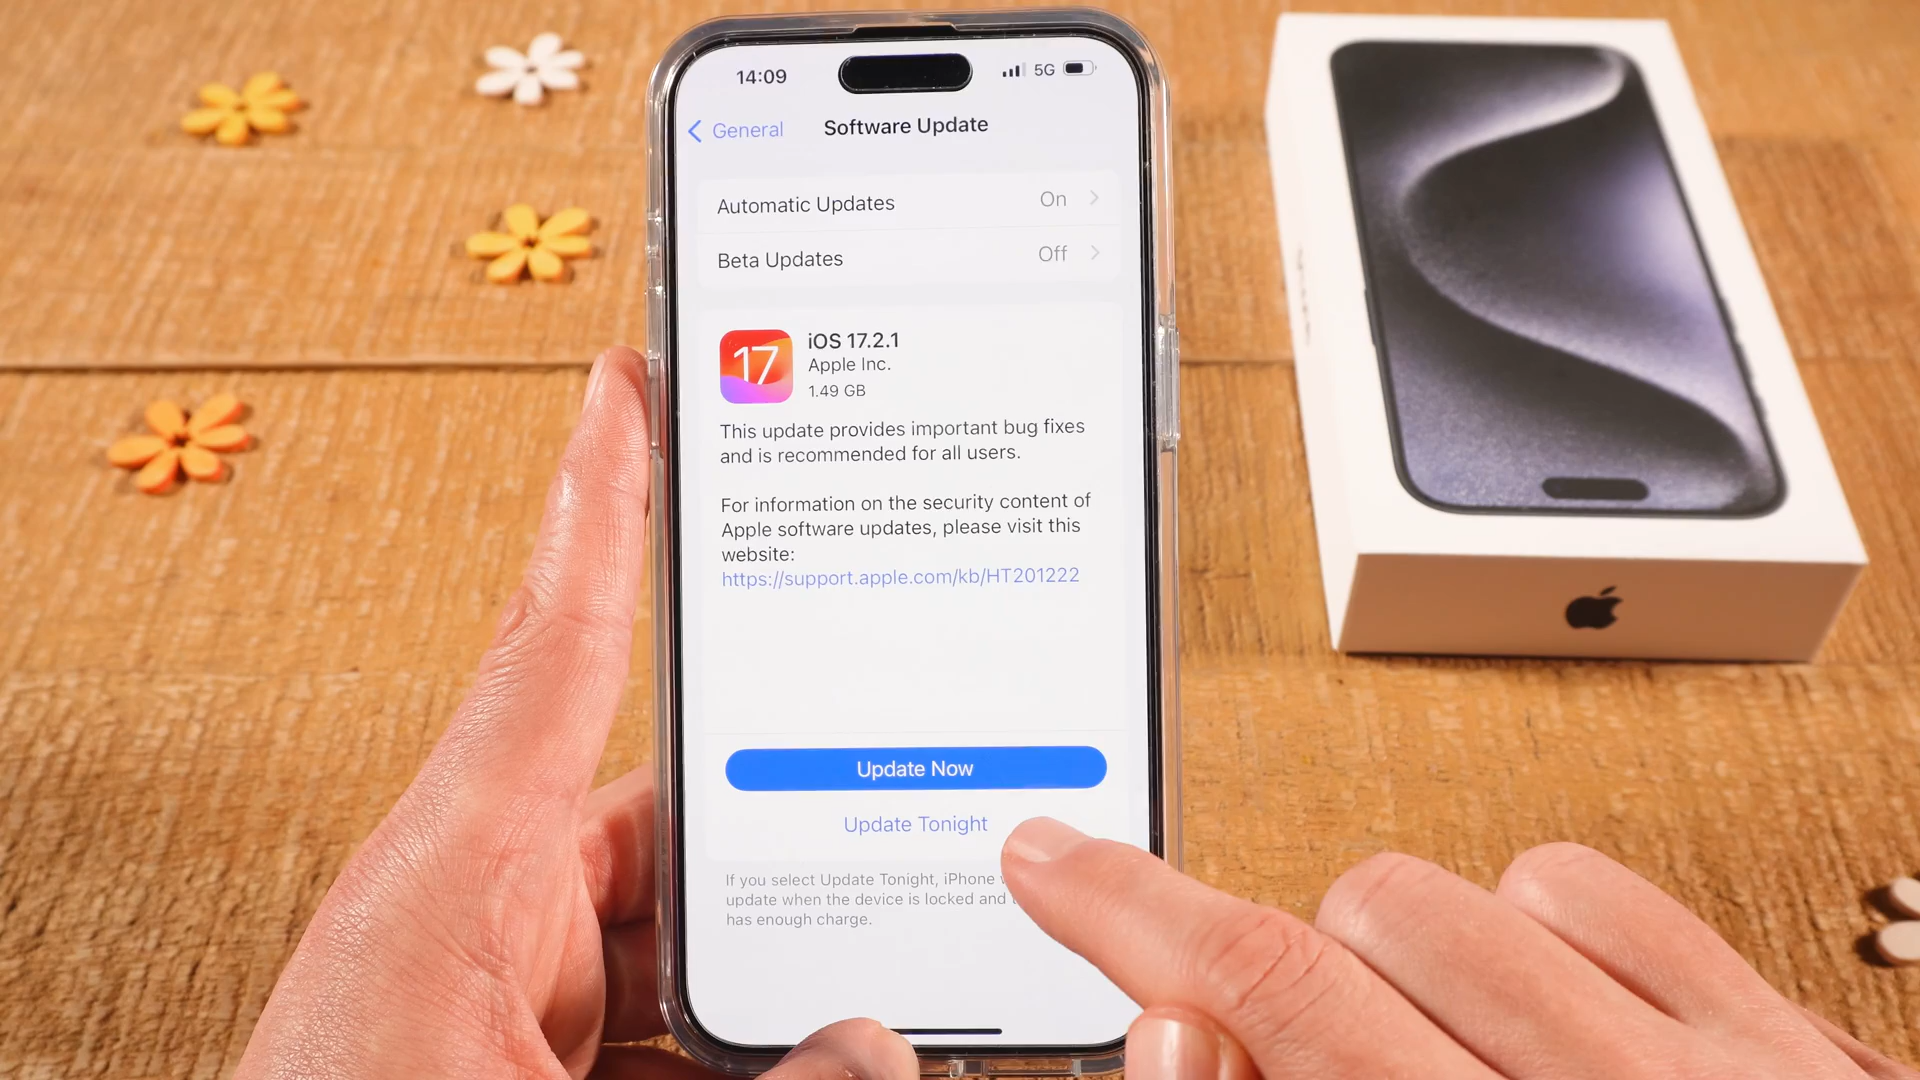 14:09
5G
General
Software Update
Automatic Updates
On
Beta Updates
Off
17
iOS 17.2.1
Apple Inc.
1.49 GB
This update provides important bug fixes
and is recommended for all users.
For information on the security content of
Apple software updates, please visit this
website:
https://support.apple.com/kb/HT201222
Update Now
Update Tonight
If you select Update Tonight, iPhone
update when the device is locked and
has enough charge.